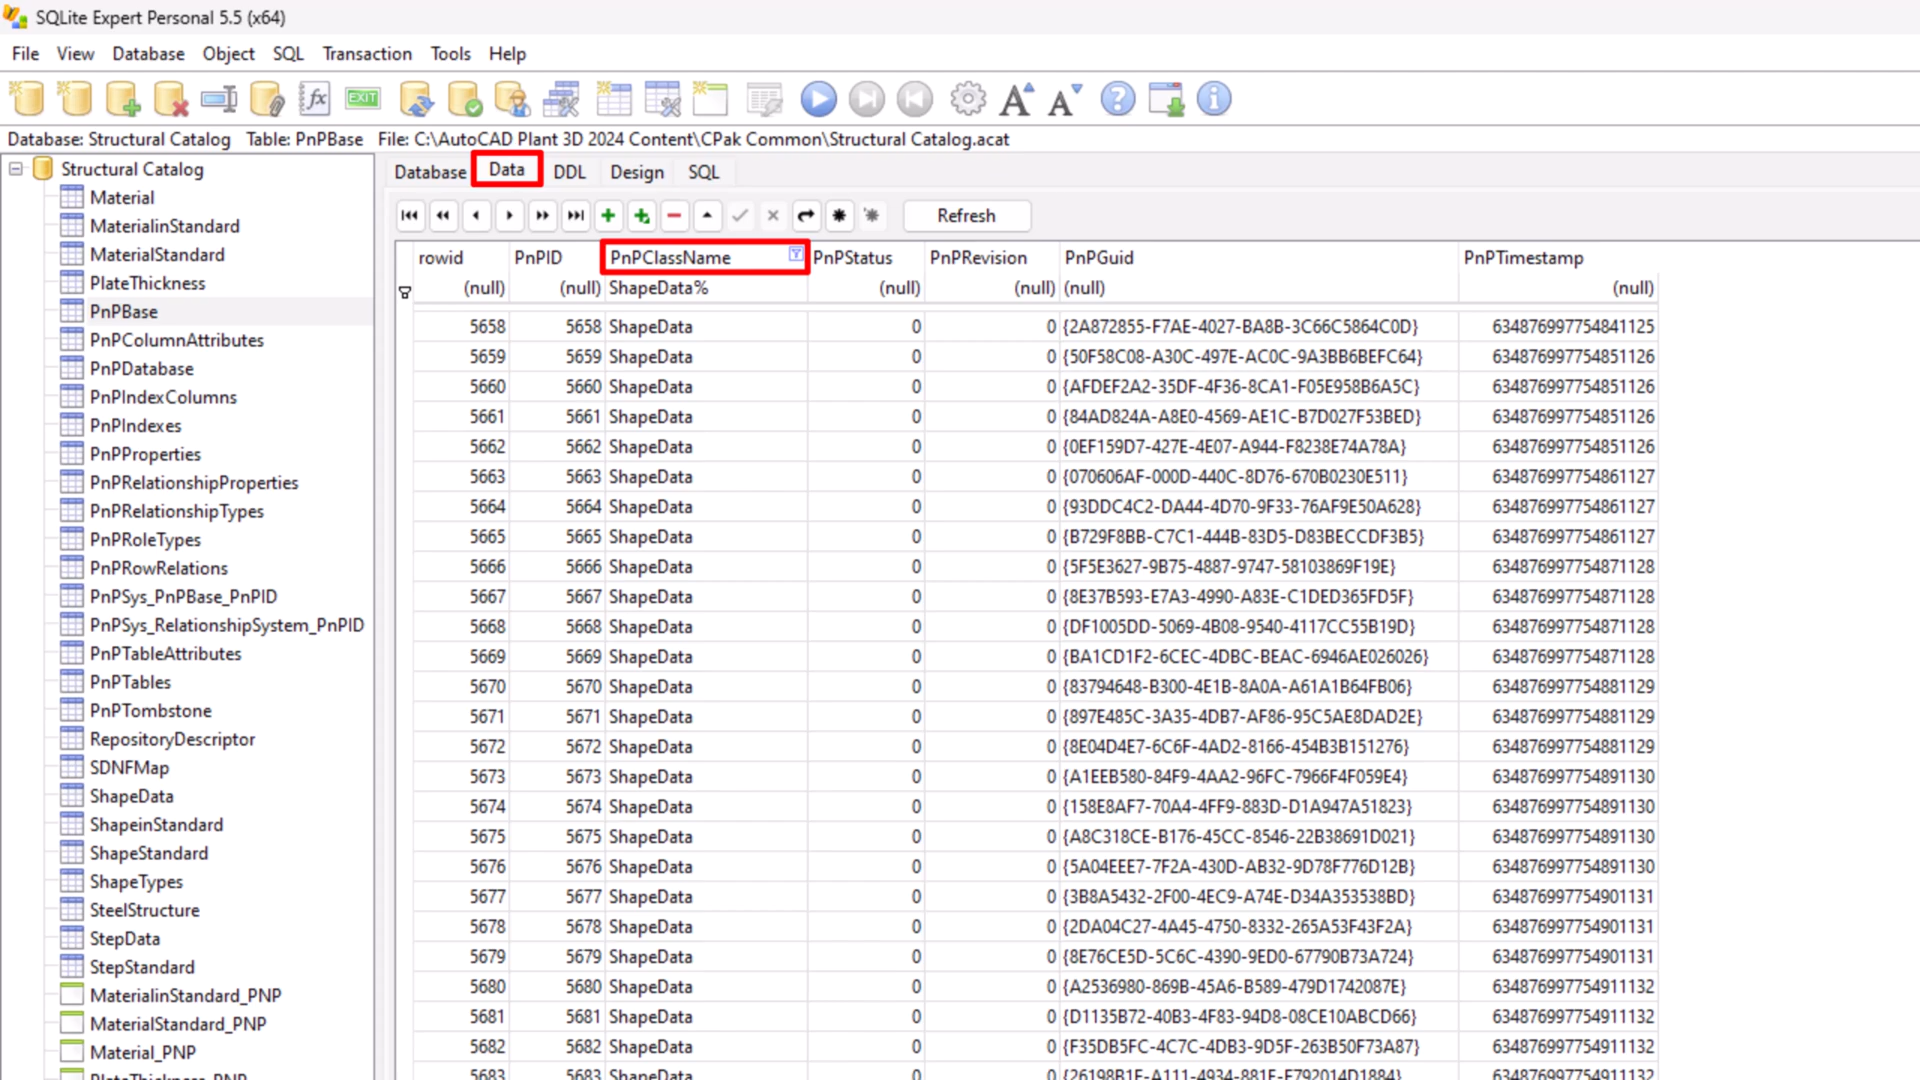 SQLite Expert Personal 5.5 (x64)
File View Database Object SQL Transaction Tools Help
EXIT
Database: Structural Catalog Table: PnPBase File: C:\AutoCAD Plant 3D 2024 Content\CPak Common\Structural Catalog.acat
Structural Catalog
Material
MaterialinStandard
MaterialStandard
PlateThickness
PnPBase
PnPColumnAttributes
PnPDatabase
PnPIndexColumns
PnPIndexes
PnPProperties
PnPRelationshipProperties
PnPRelationshipTypes
PnPRoleTypes
PnPRowRelations
PnPSys_PnPBase_PnPID
PnPSys_RelationshipSystem_PnPID
PnPTableAttributes
PnPTables
PnPTombstone
RepositoryDescriptor
SDNFMap
ShapeData
ShapeinStandard
ShapeStandard
ShapeTypes
SteelStructure
StepData
StepStandard
MaterialinStandard_PNP
MaterialStandard_PNP
Material_PNP
PlateThickness_PNP
Database Data DDL Design SQL
Refresh
rowid PnPID PnPClassName PnPStatus PnPRevision PnPGuid PnPTimestamp
(null) (null) ShapeData% (null) (null) (null) (null)
5658 5658 ShapeData 0 0 {2A872855-F7AE-4027-BA8B-3C66C5864C0D} 634876997754841125
5659 5659 ShapeData 0 0 {50F58C08-A30C-497E-AC0C-9A3BB6BEFC64} 634876997754851126
5660 5660 ShapeData 0 0 {AFDEF2A2-35DF-4F36-8CA1-F05E958B6A5C} 634876997754851126
5661 5661 ShapeData 0 0 {84AD824A-A8E0-4569-AE1C-B7D027F53BED} 634876997754851126
5662 5662 ShapeData 0 0 {0EF159D7-427E-4E07-A944-F8238E74A78A} 634876997754851126
5663 5663 ShapeData 0 0 {070606AF-000D-440C-8D76-670B0230E511} 634876997754861127
5664 5664 ShapeData 0 0 {93DDC4C2-DA44-4D70-9F33-76AF9E50A628} 634876997754861127
5665 5665 ShapeData 0 0 {B729F8BB-C7C1-444B-83D5-D83BECCDF3B5} 634876997754861127
5666 5666 ShapeData 0 0 {5F5E3627-9B75-4887-9747-58103869F19E} 634876997754871128
5667 5667 ShapeData 0 0 {8E37B593-E7A3-4990-A83E-C1DED365FD5F} 634876997754871128
5668 5668 ShapeData 0 0 {DF1005DD-5069-4B08-9540-4117CC55B19D} 634876997754871128
5669 5669 ShapeData 0 0 {BA1CD1F2-6CEC-4DBC-BEAC-6946AE026026} 634876997754871128
5670 5670 ShapeData 0 0 {83794648-B300-4E1B-8A0A-A61A1B64FB06} 634876997754881129
5671 5671 ShapeData 0 0 {897E485C-3A35-4DB7-AF86-95C5AE8DAD2E} 634876997754881129
5672 5672 ShapeData 0 0 {8E04D4E7-6C6F-4AD2-8166-454B3B151276} 634876997754881129
5673 5673 ShapeData 0 0 {A1EEB580-84F9-4AA2-96FC-7966F4F059E4} 634876997754891130
5674 5674 ShapeData 0 0 {158E8AF7-70A4-4FF9-883D-D1A947A51823} 634876997754891130
5675 5675 ShapeData 0 0 {A8C318CE-B176-45CC-8546-22B38691D021} 634876997754891130
5676 5676 ShapeData 0 0 {5A04EEE7-7F2A-430D-AB32-9D78F776D12B} 634876997754891130
5677 5677 ShapeData 0 0 {3B8A5432-2F00-4EC9-A74E-D34A353538BD} 634876997754901131
5678 5678 ShapeData 0 0 {2DA04C27-4A45-4750-8332-265A53F43F2A} 634876997754901131
5679 5679 ShapeData 0 0 {8E76CE5D-5C6C-4390-9ED0-67790B73A724} 634876997754901131
5680 5680 ShapeData 0 0 {A2536980-869B-45A6-B589-479D1742087E} 634876997754911132
5681 5681 ShapeData 0 0 {D1135B72-40B3-4F83-94D8-08CE10ABCD66} 634876997754911132
5682 5682 ShapeData 0 0 {F35DB5FC-4C7C-4DB3-9D5F-263B50F73A87} 634876997754911132
5683 5683 ShapeData 0 0 {26198B1F-A111-4934-881F-F792014D1884} 634876997754911132